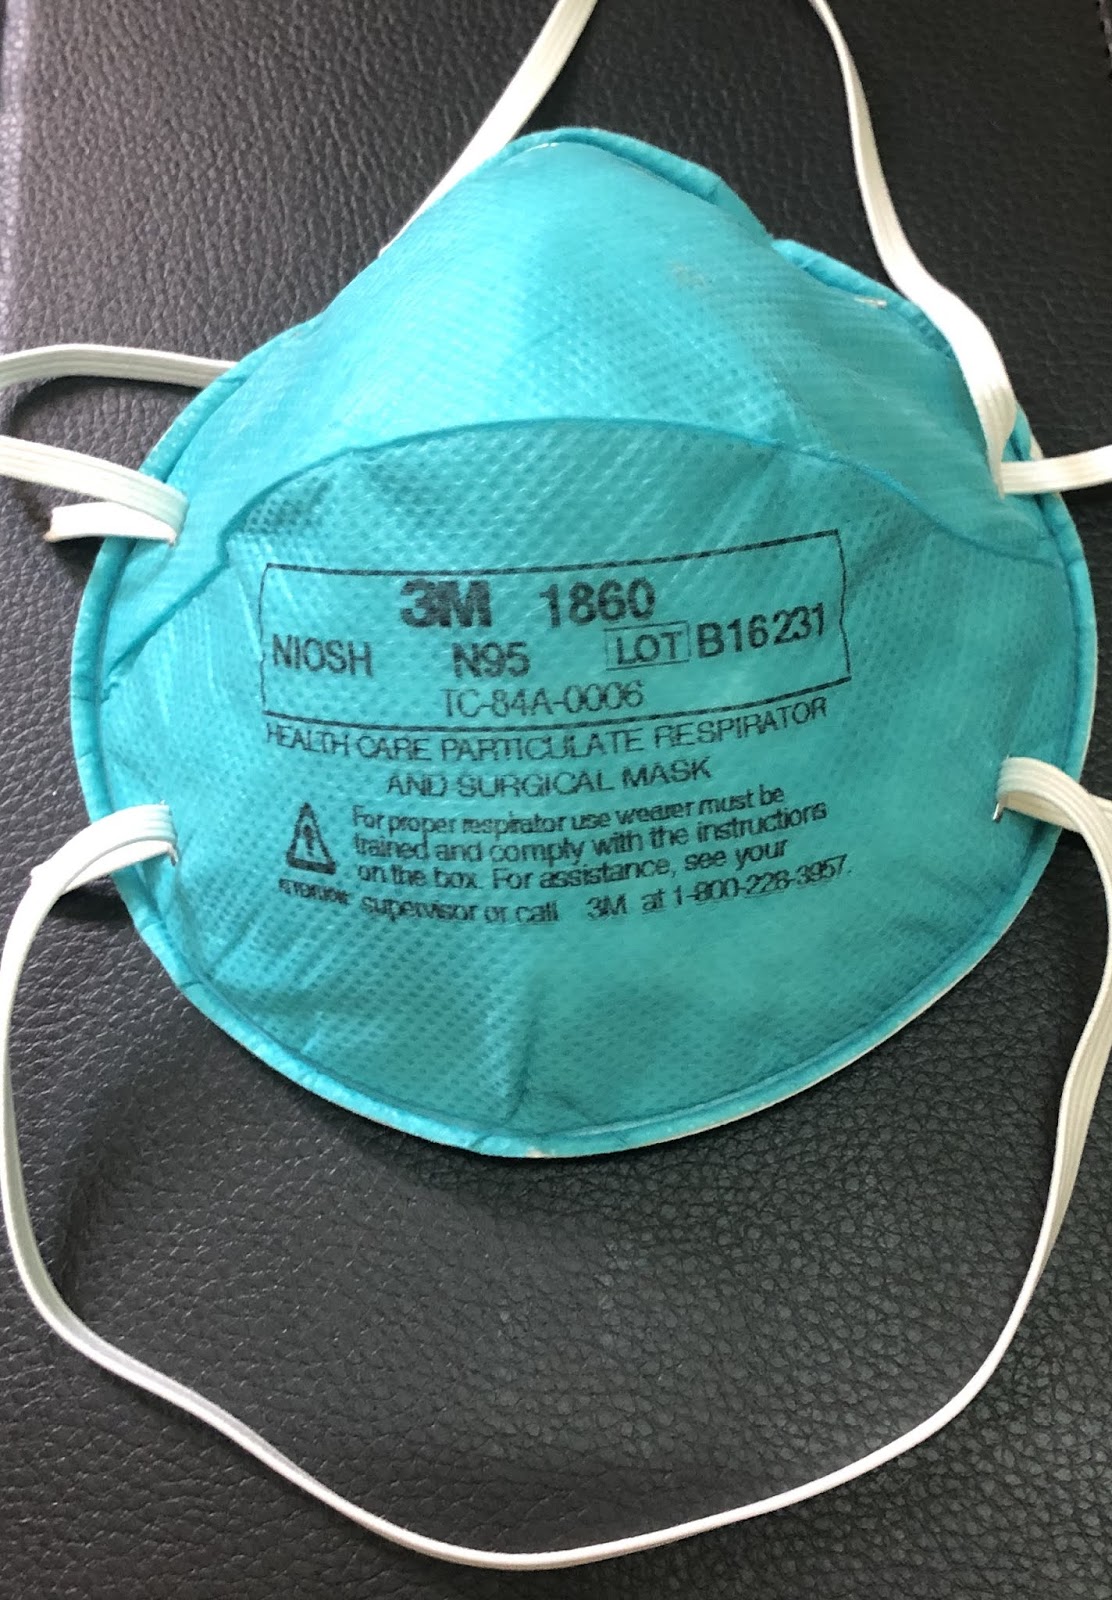 3M 1860
NIOSH N95 LOT B16231
TC-84A-0006
HEALTH CARE PARTICULATE RESPIRATOR
AND SURGICAL MASK
For proper respirator use wearer must be
trained and comply with the instructions
on the box. For assistance, see your
ATTENTION supervisor or call 3M at 1-800-228-3957.